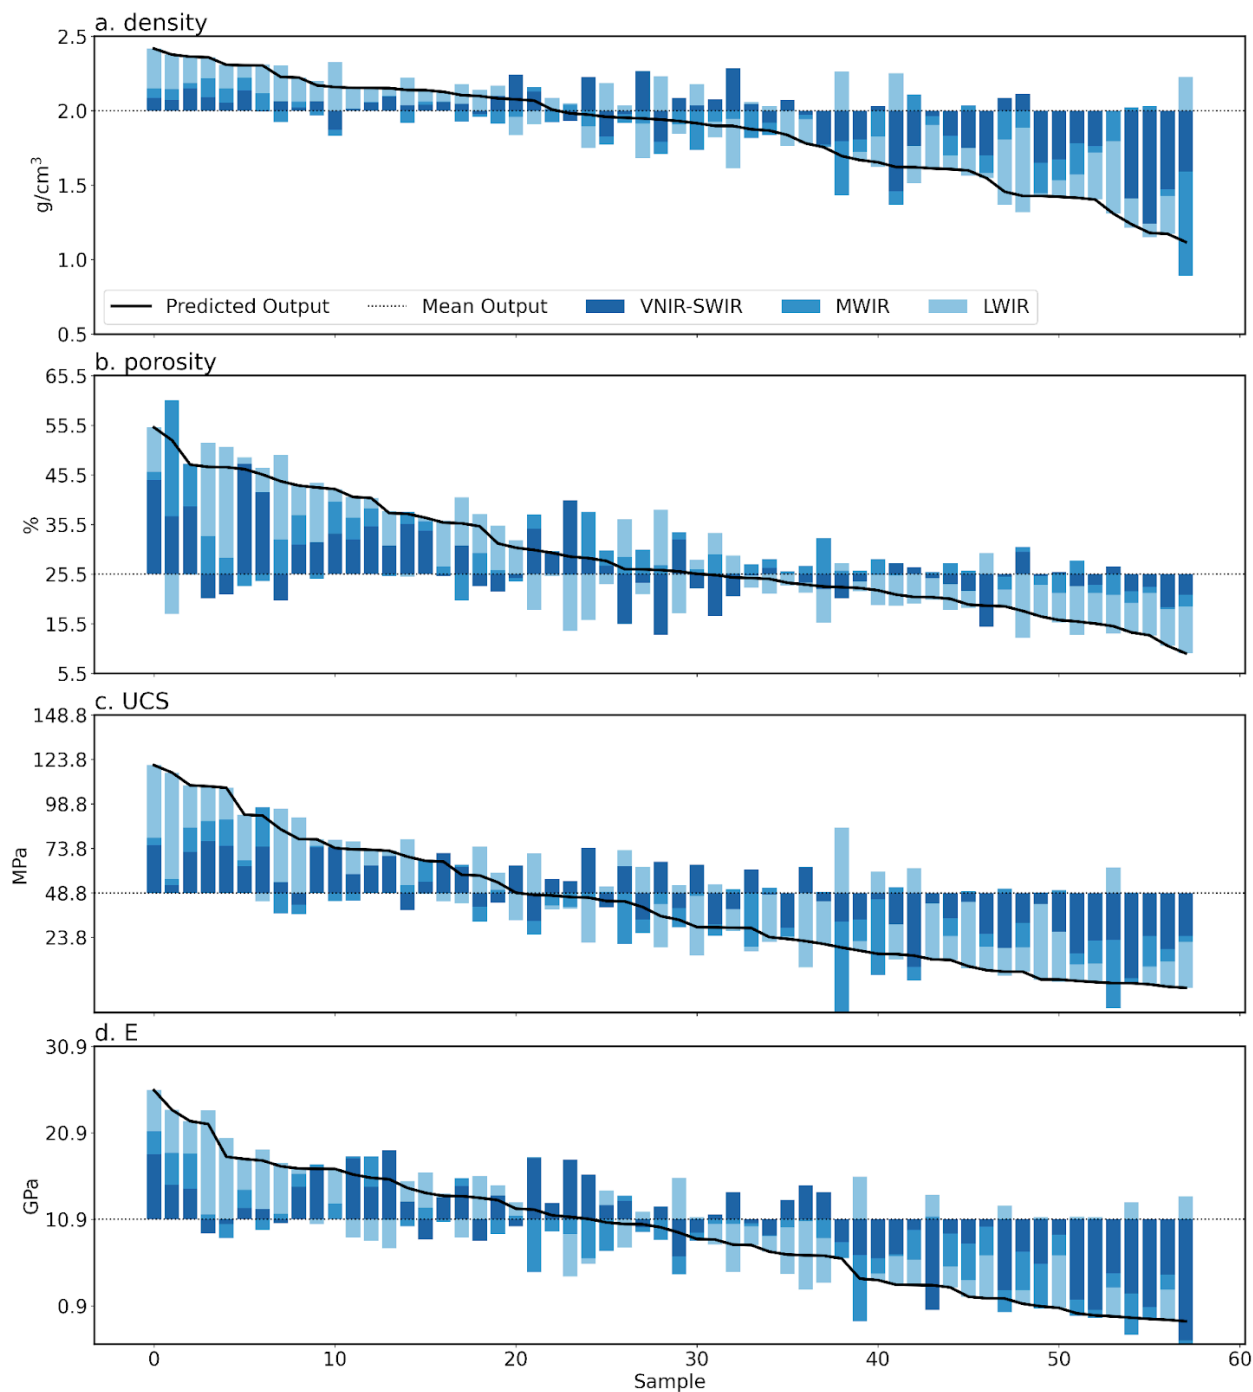 a. density
2.5
2.0
1.5
1.0
0.5
g/cm³
Predicted Output Mean Output VNIR-SWIR MWIR LWIR
b. porosity
65.5
55.5
45.5
35.5
25.5
15.5
5.5
%
c. UCS
148.8
123.8
98.8
73.8
48.8
23.8
MPa
d. E
30.9
20.9
10.9
0.9
GPa
0 10 20 30 40 50 60
Sample